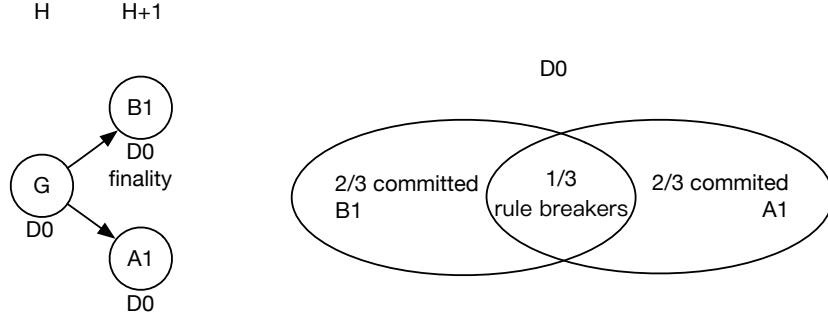 H H+1
B1
D0
finality
G
D0
A1
D0
D0
2/3 committed
B1
1/3
rule breakers
2/3 commited
A1